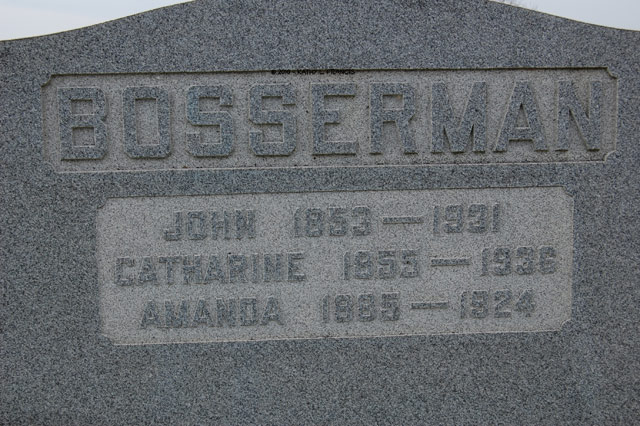 BOSSERMAN
JOHN 1853 — 1931
CATHARINE 1855 — 1936
AMANDA 1885 — 1924